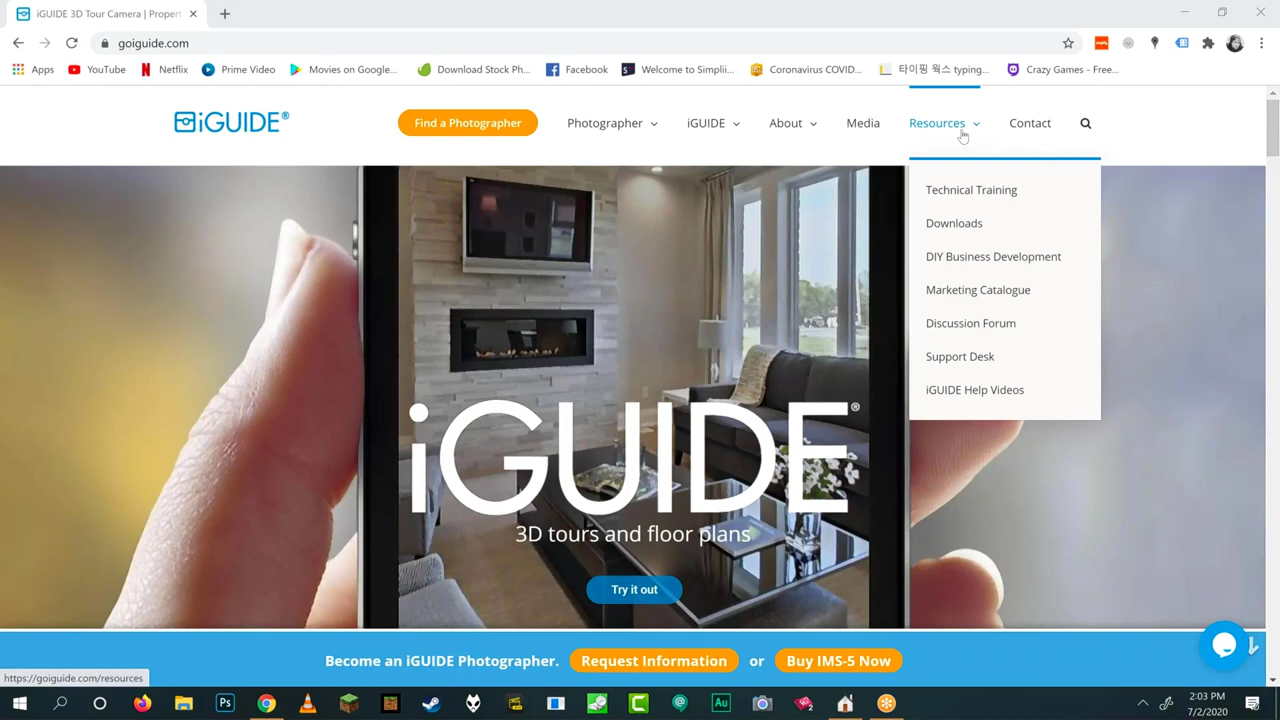 iGUIDE 3D Tour Camera | Propert
goiguide.com
Apps YouTube Netflix Prime Video Movies on Google... Download Stock Ph... Facebook Welcome to Simplii... Coronavirus COVID... 타이핑 웍스 typing... Crazy Games - Free...
iGUIDE® Find a Photographer Photographer iGUIDE About Media Resources Contact
Technical Training
Downloads
DIY Business Development
Marketing Catalogue
Discussion Forum
Support Desk
iGUIDE Help Videos
iGUIDE®
3D tours and floor plans
Try it out
Become an iGUIDE Photographer. Request Information or Buy IMS-5 Now
https://goiguide.com/resources
Ps Au
2:03 PM
7/2/2020